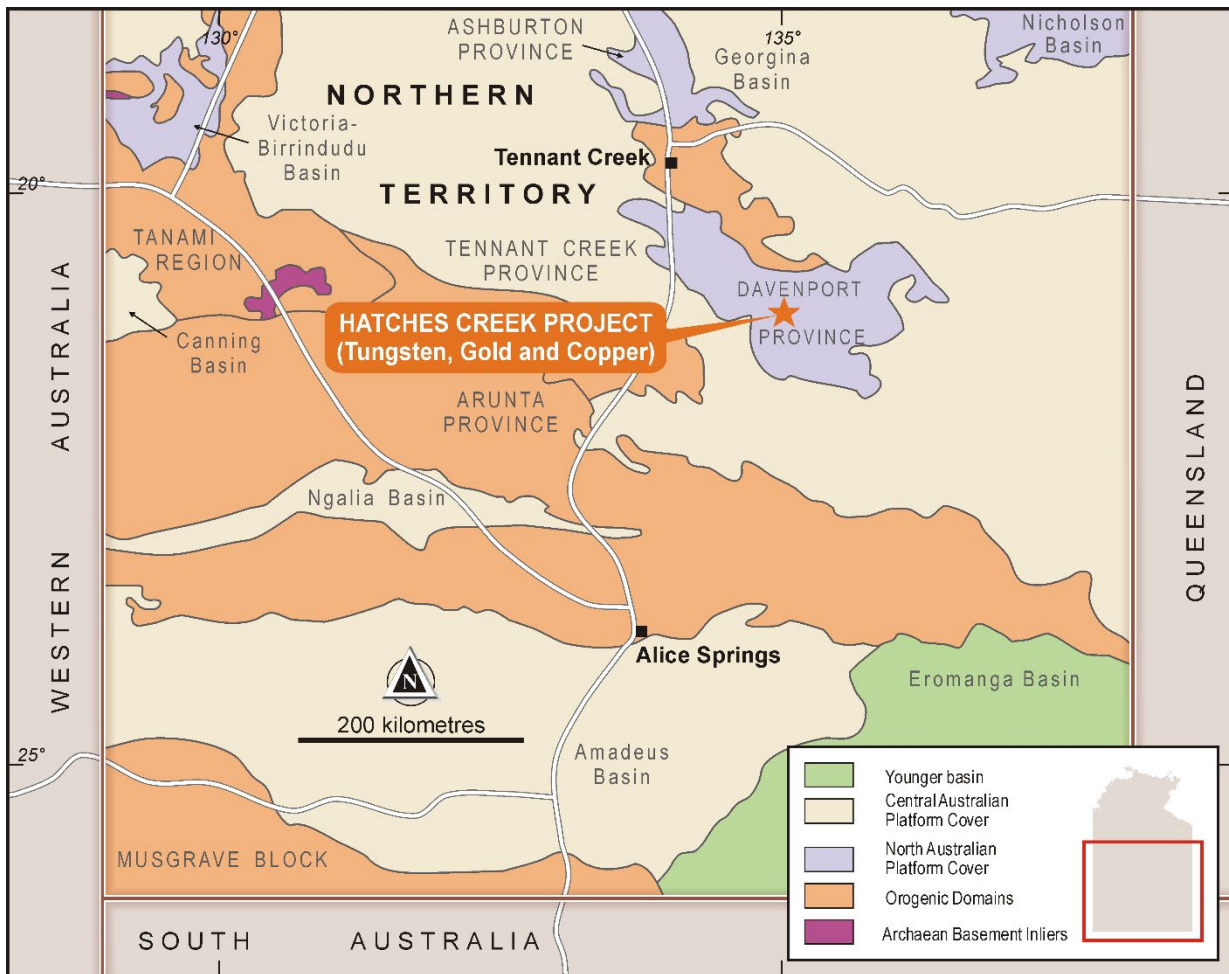 130°
ASHBURTON
PROVINCE
135°
Georgina
Basin
Nicholson
Basin
NORTHERN
Victoria-
Birrindudu
Basin
Tennant Creek
20°
TERRITORY
TANAMI
REGION
TENNANT CREEK
PROVINCE
DAVENPORT
PROVINCE
HATCHES CREEK PROJECT
(Tungsten, Gold and Copper)
Canning
Basin
ARUNTA
PROVINCE
WESTERN AUSTRALIA
QUEENSLAND
Ngalia Basin
Alice Springs
Eromanga Basin
N
200 kilometres
25°
Amadeus
Basin
MUSGRAVE BLOCK
SOUTH AUSTRALIA
Younger basin
Central Australian
Platform Cover
North Australian
Platform Cover
Orogenic Domains
Archaean Basement Inliers